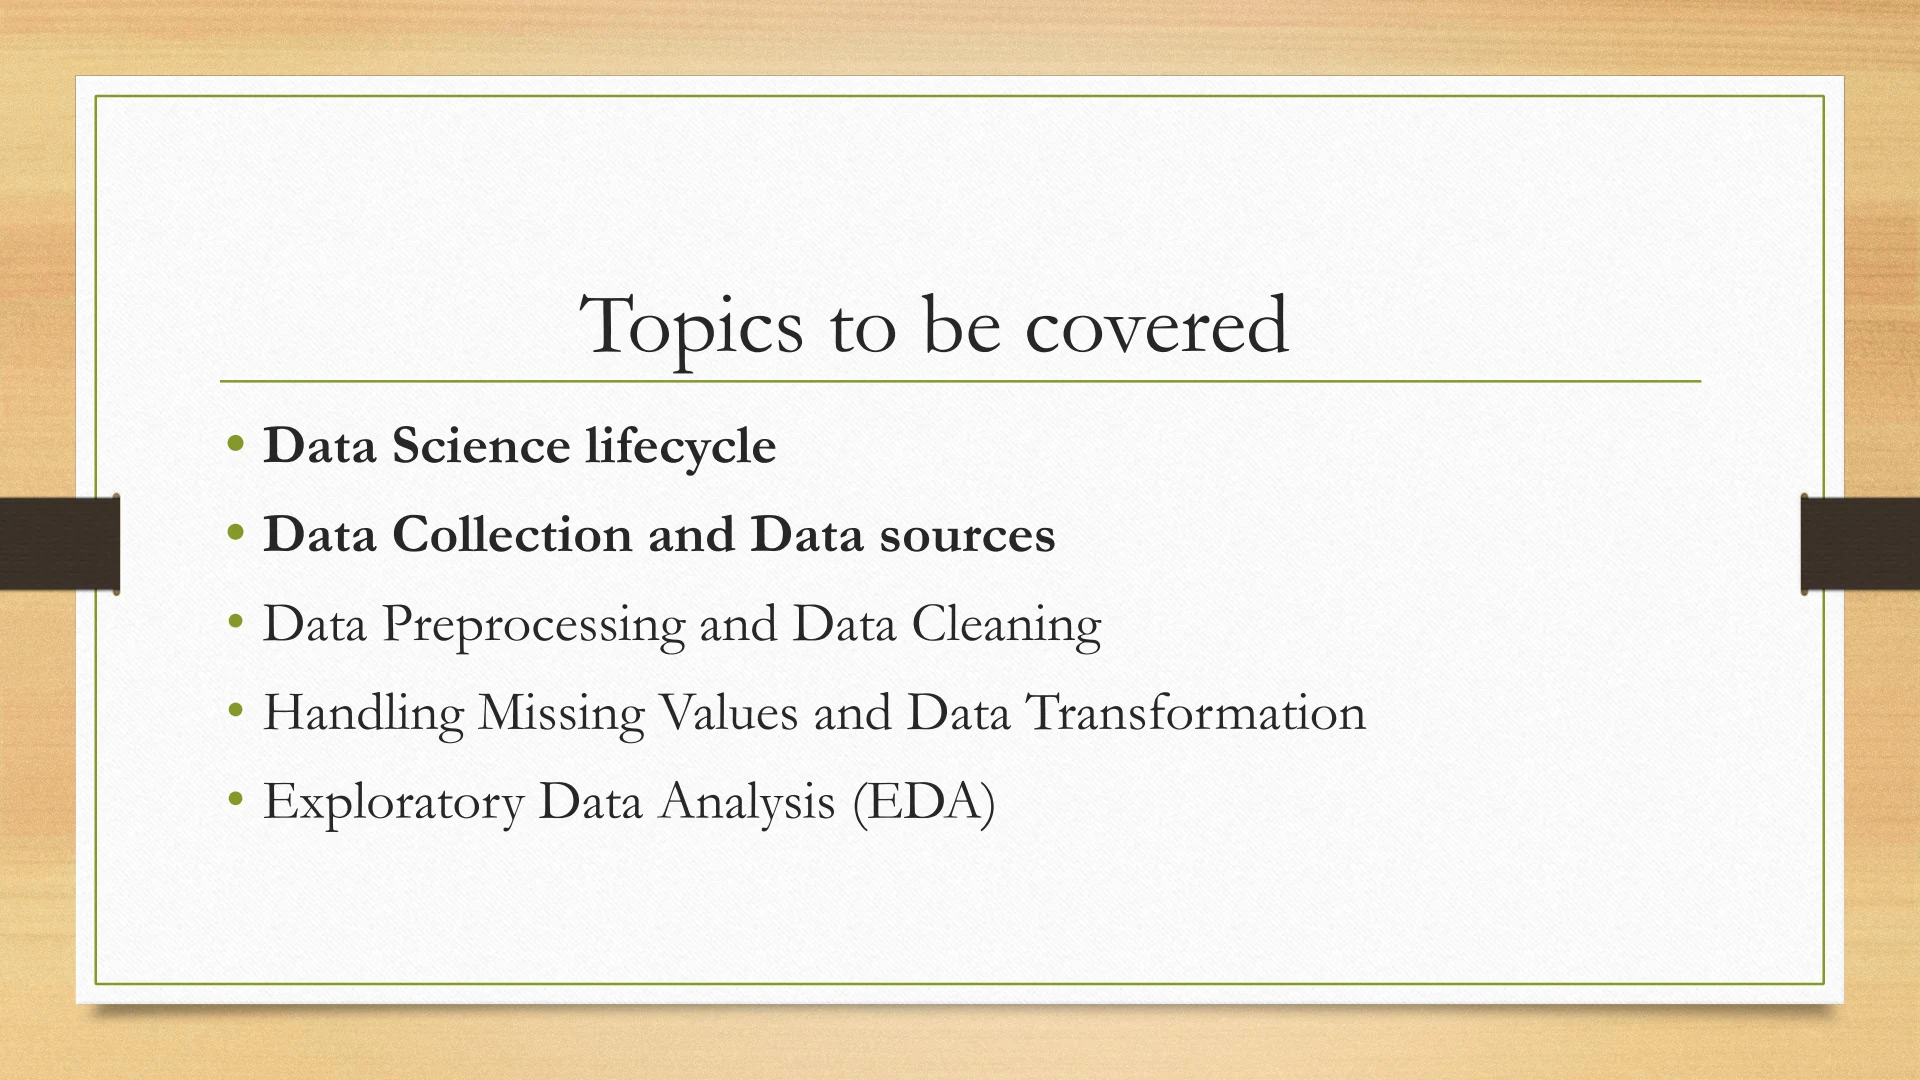 Topics to be covered
• Data Science lifecycle
• Data Collection and Data sources
• Data Preprocessing and Data Cleaning
• Handling Missing Values and Data Transformation
• Exploratory Data Analysis (EDA)